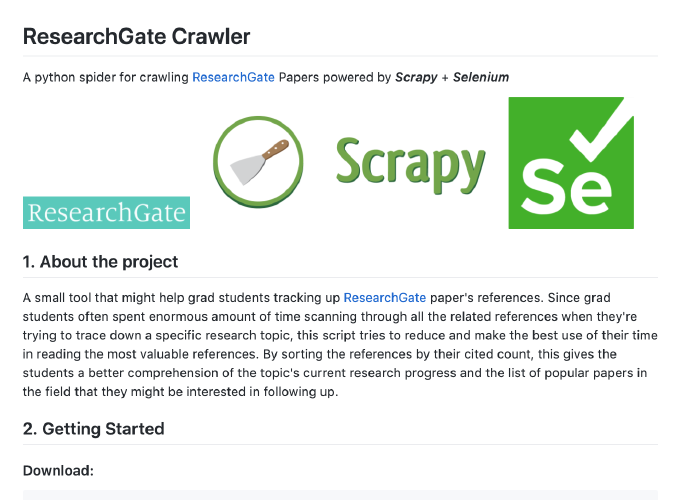 ResearchGate Crawler
A python spider for crawling ResearchGate Papers powered by Scrapy + Selenium
ResearchGate
Scrapy
Se
1. About the project
A small tool that might help grad students tracking up ResearchGate paper's references. Since grad
students often spent enormous amount of time scanning through all the related references when they're
trying to trace down a specific research topic, this script tries to reduce and make the best use of their time
in reading the most valuable references. By sorting the references by their cited count, this gives the
students a better comprehension of the topic's current research progress and the list of popular papers in
the field that they might be interested in following up.
2. Getting Started
Download: